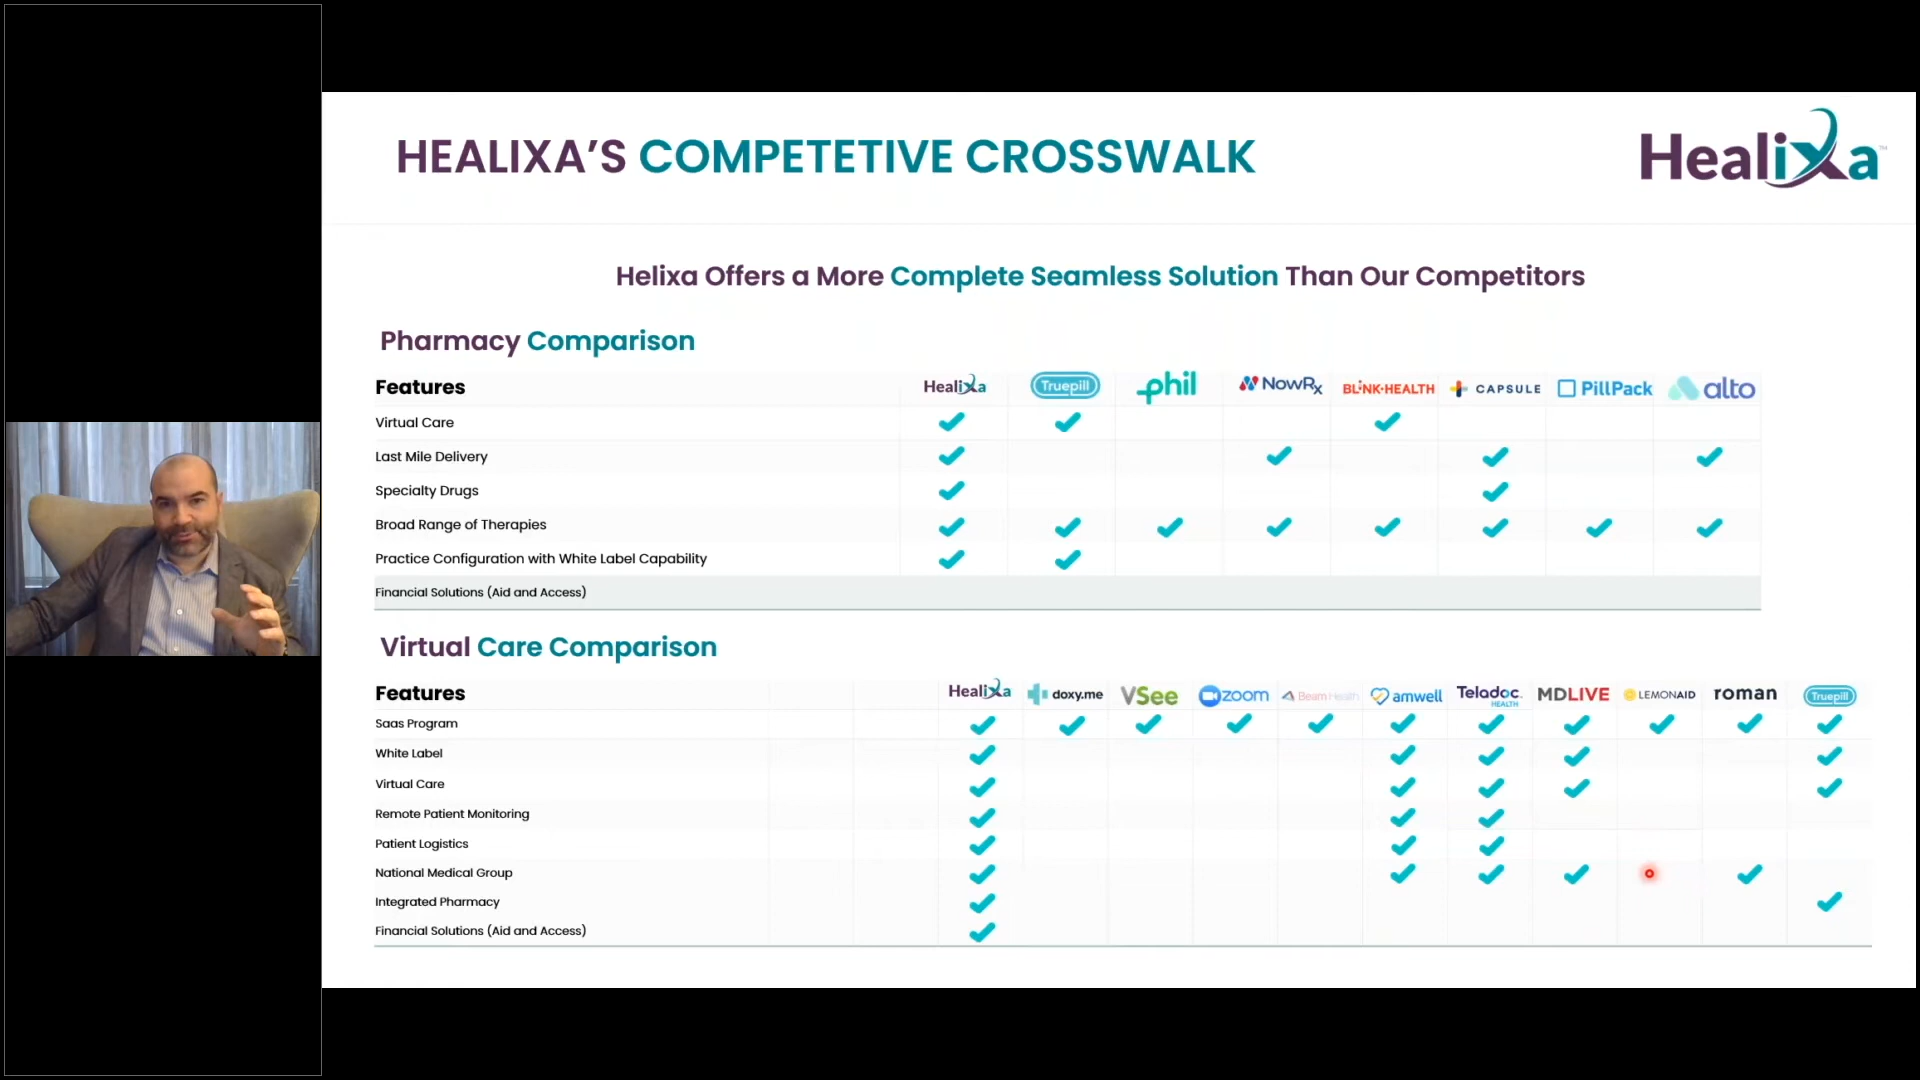 HEALIXA'S COMPETETIVE CROSSWALK
Healixa™
Helixa Offers a More Complete Seamless Solution Than Our Competitors
Pharmacy Comparison
Features Healixa Truepill phil NowRx BLINK·HEALTH CAPSULE PillPack alto
Virtual Care
Last Mile Delivery
Specialty Drugs
Broad Range of Therapies
Practice Configuration with White Label Capability
Financial Solutions (Aid and Access)
Virtual Care Comparison
Features Healixa doxy.me VSee zoom Beam Health amwell Teladoc. HEALTH MDLIVE LEMONAID roman Truepill
Saas Program
White Label
Virtual Care
Remote Patient Monitoring
Patient Logistics
National Medical Group
Integrated Pharmacy
Financial Solutions (Aid and Access)